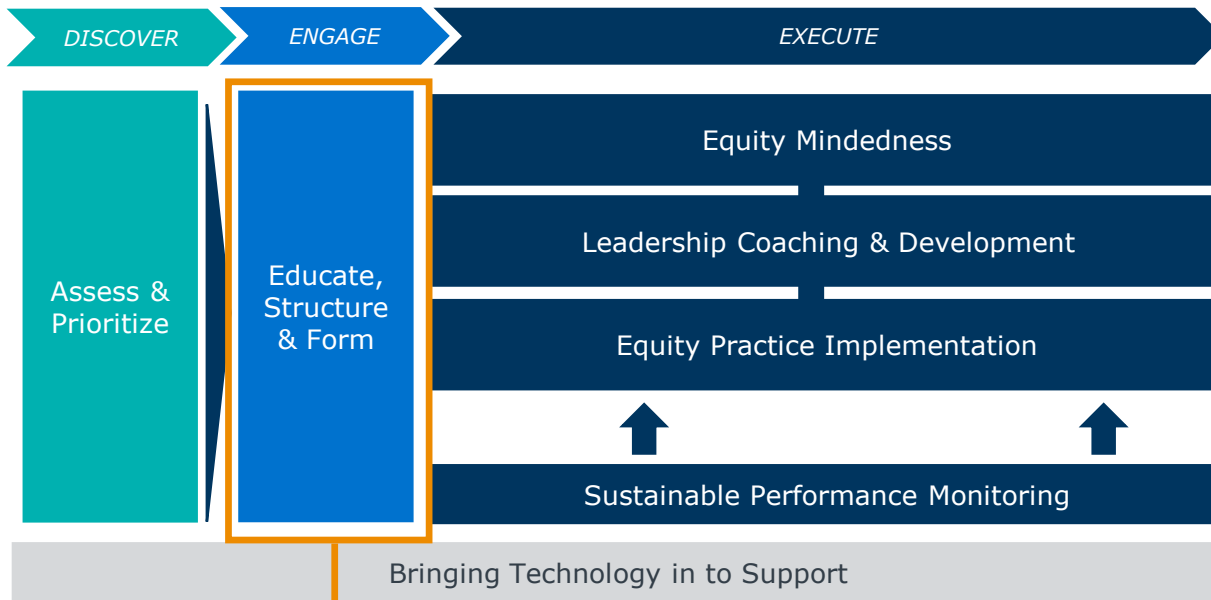 DISCOVER
ENGAGE
EXECUTE
Assess &
Prioritize
Educate,
Structure
& Form
Equity Mindedness
Leadership Coaching & Development
Equity Practice Implementation
Sustainable Performance Monitoring
Bringing Technology in to Support